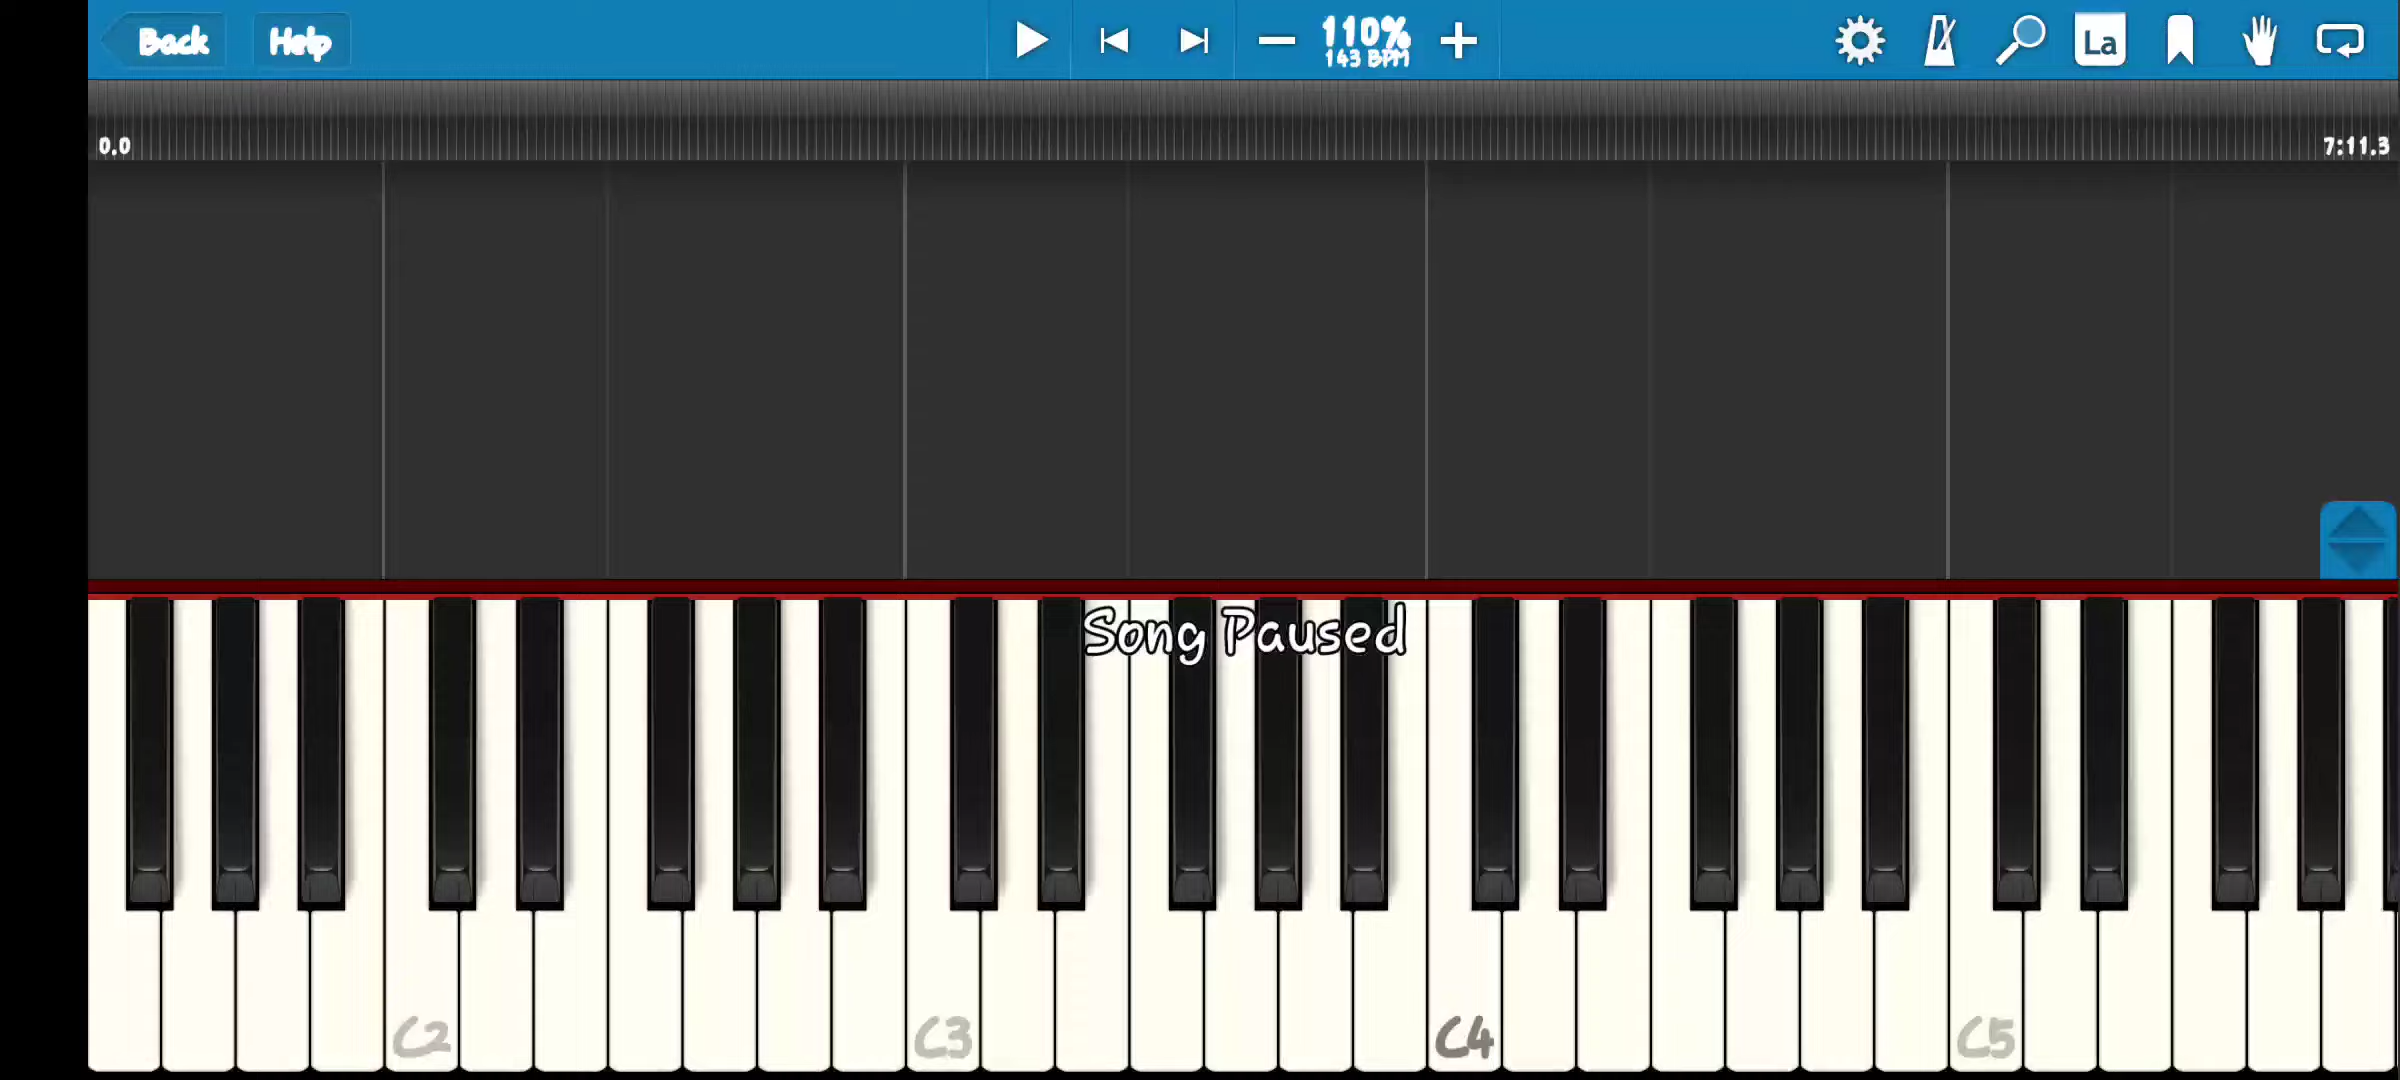 Back Help 110% La
143 BPM
0.0 7:11.3
Song Paused
C2 C3 C4 C5